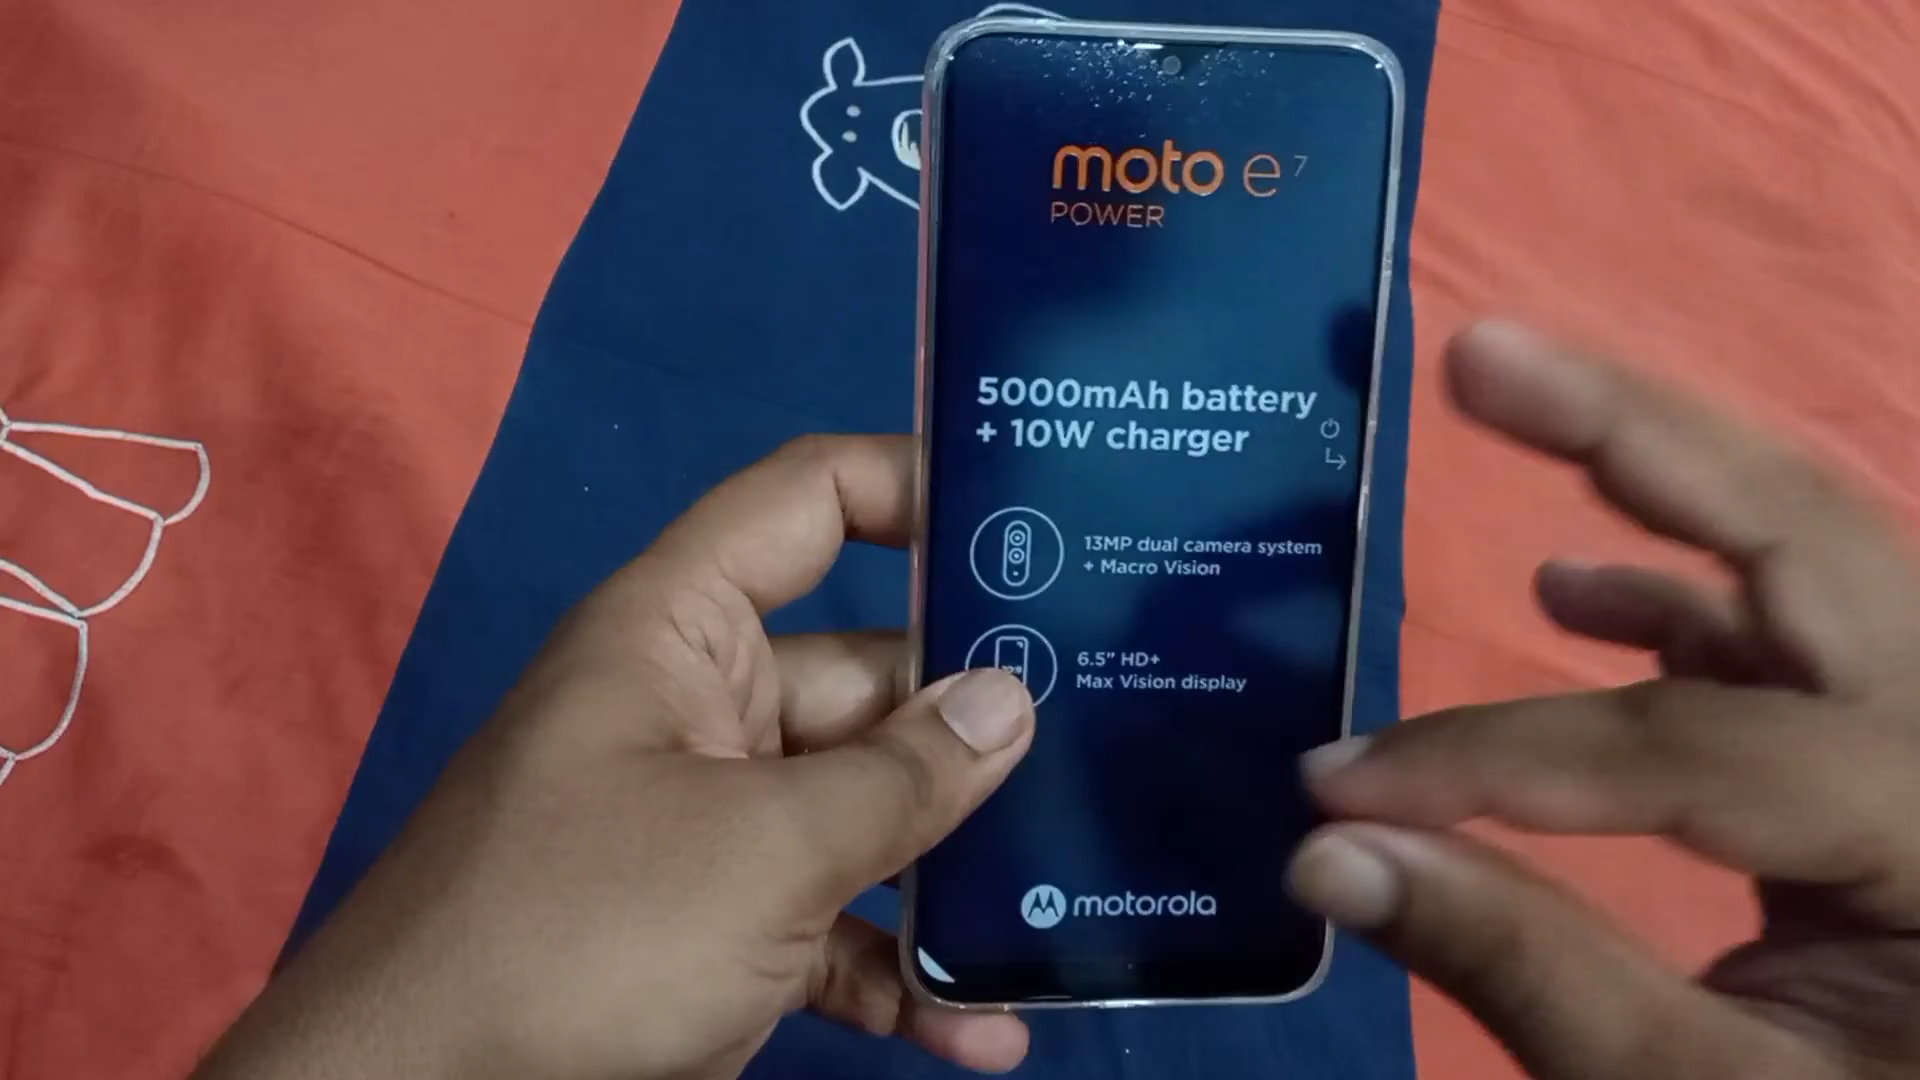 moto e⁷
POWER
5000mAh battery
+ 10W charger
13MP dual camera system
+ Macro Vision
6.5” HD+
Max Vision display
motorola